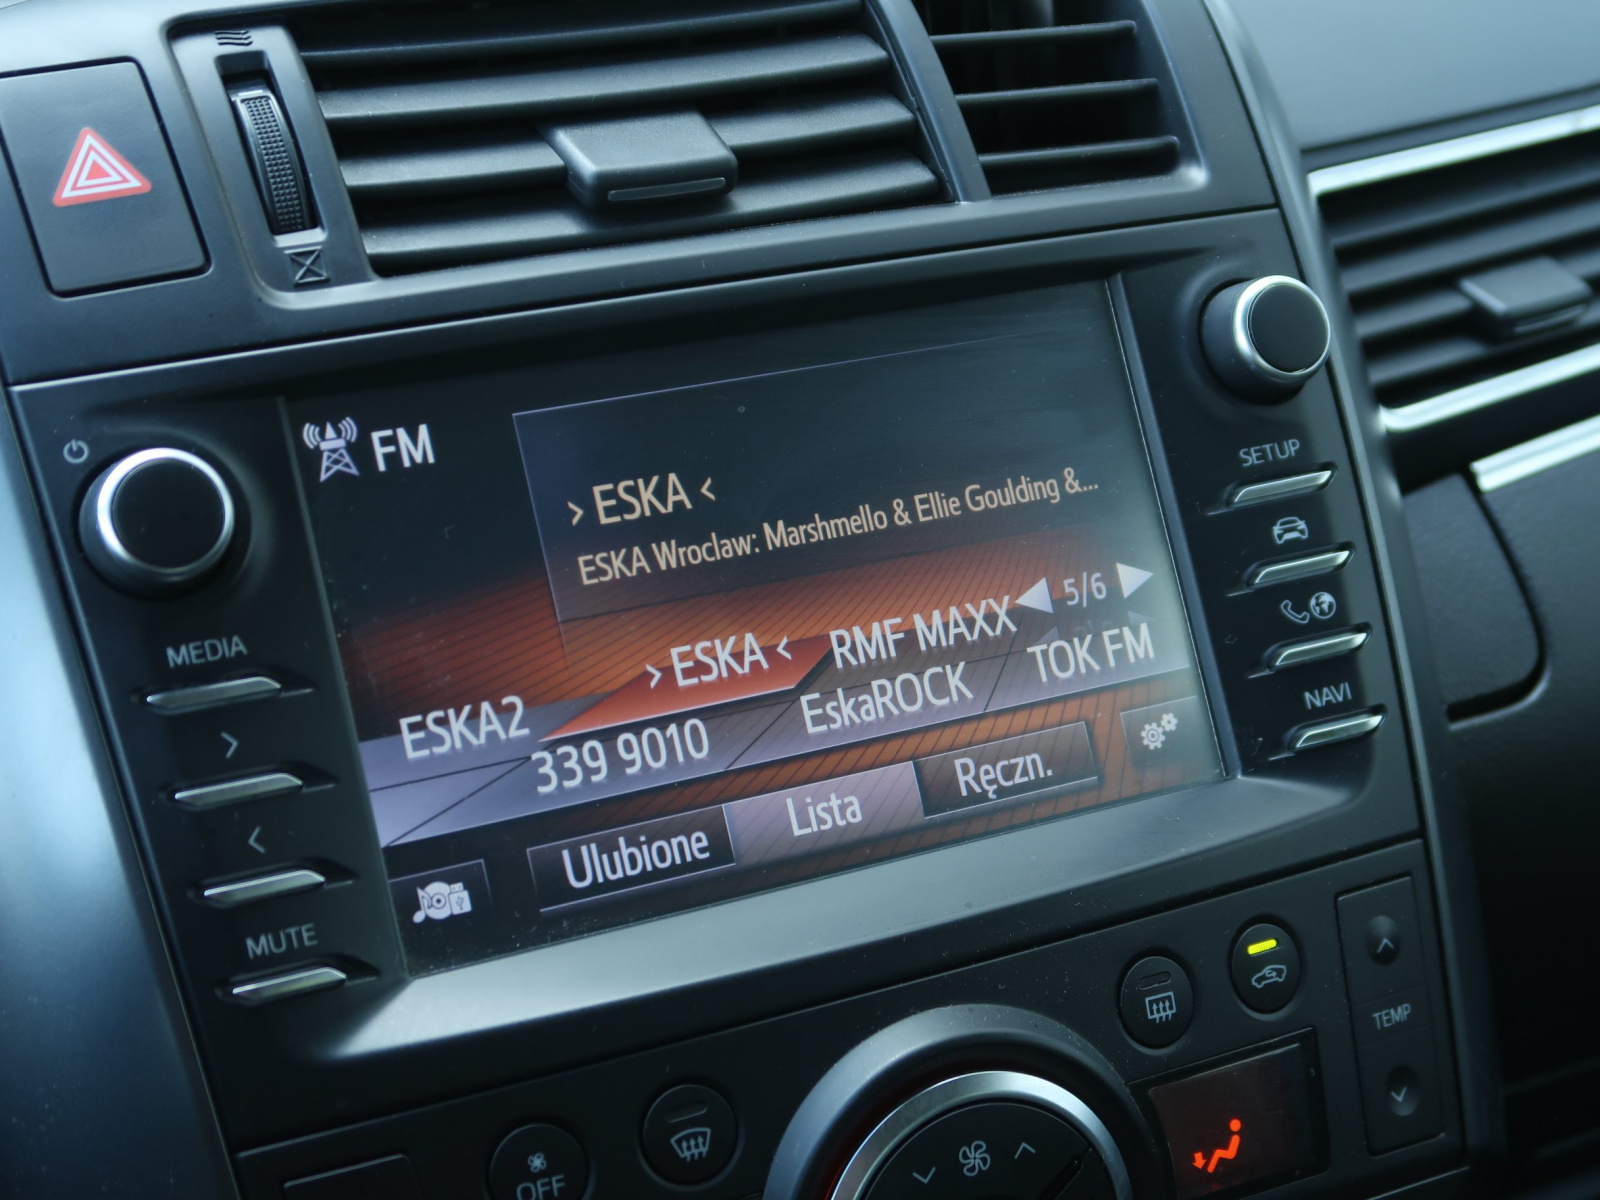 FM
> ESKA <
ESKA Wroclaw: Marshmello & Ellie Goulding &...
5/6
> ESKA < RMF MAXX
ESKA2
339 9010 EskaROCK TOK FM
Ulubione Lista Ręczn.
MEDIA
>
<
MUTE
SETUP
NAVI
TEMP
OFF